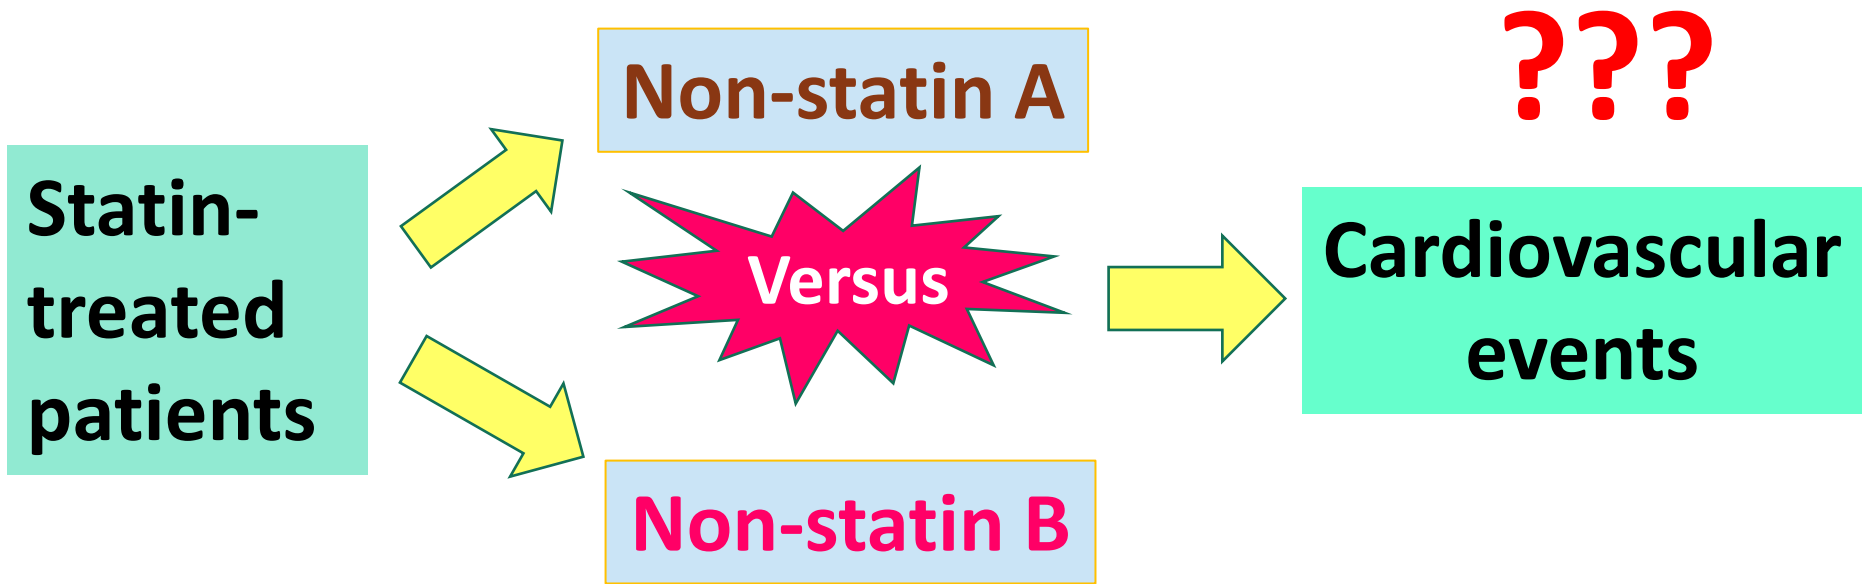 Statin-
treated
patients
Non-statin A
Versus
Non-statin B
???
Cardiovascular
events